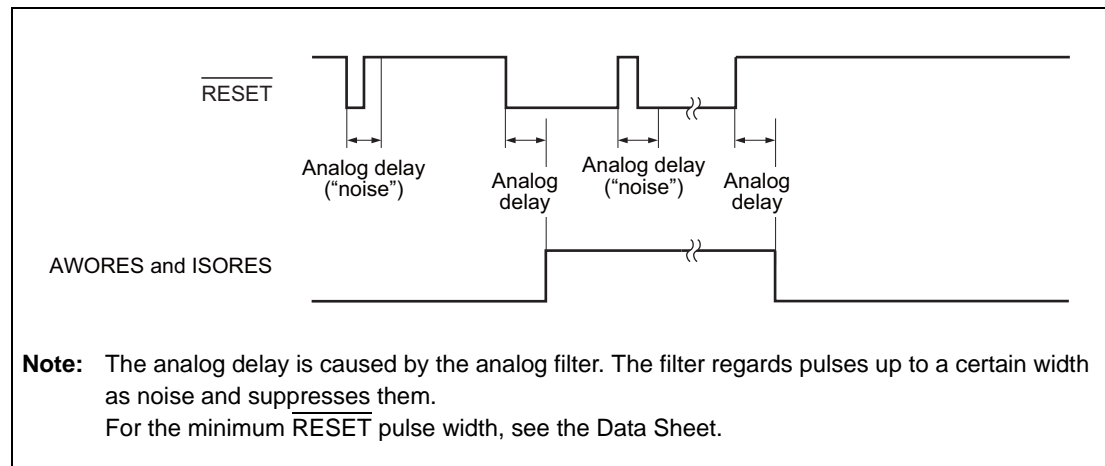 RESET
Analog delay
("noise")
Analog
delay
Analog delay
("noise")
Analog
delay
AWORES and ISORES
Note: The analog delay is caused by the analog filter. The filter regards pulses up to a certain width
as noise and suppresses them.
For the minimum RESET pulse width, see the Data Sheet.